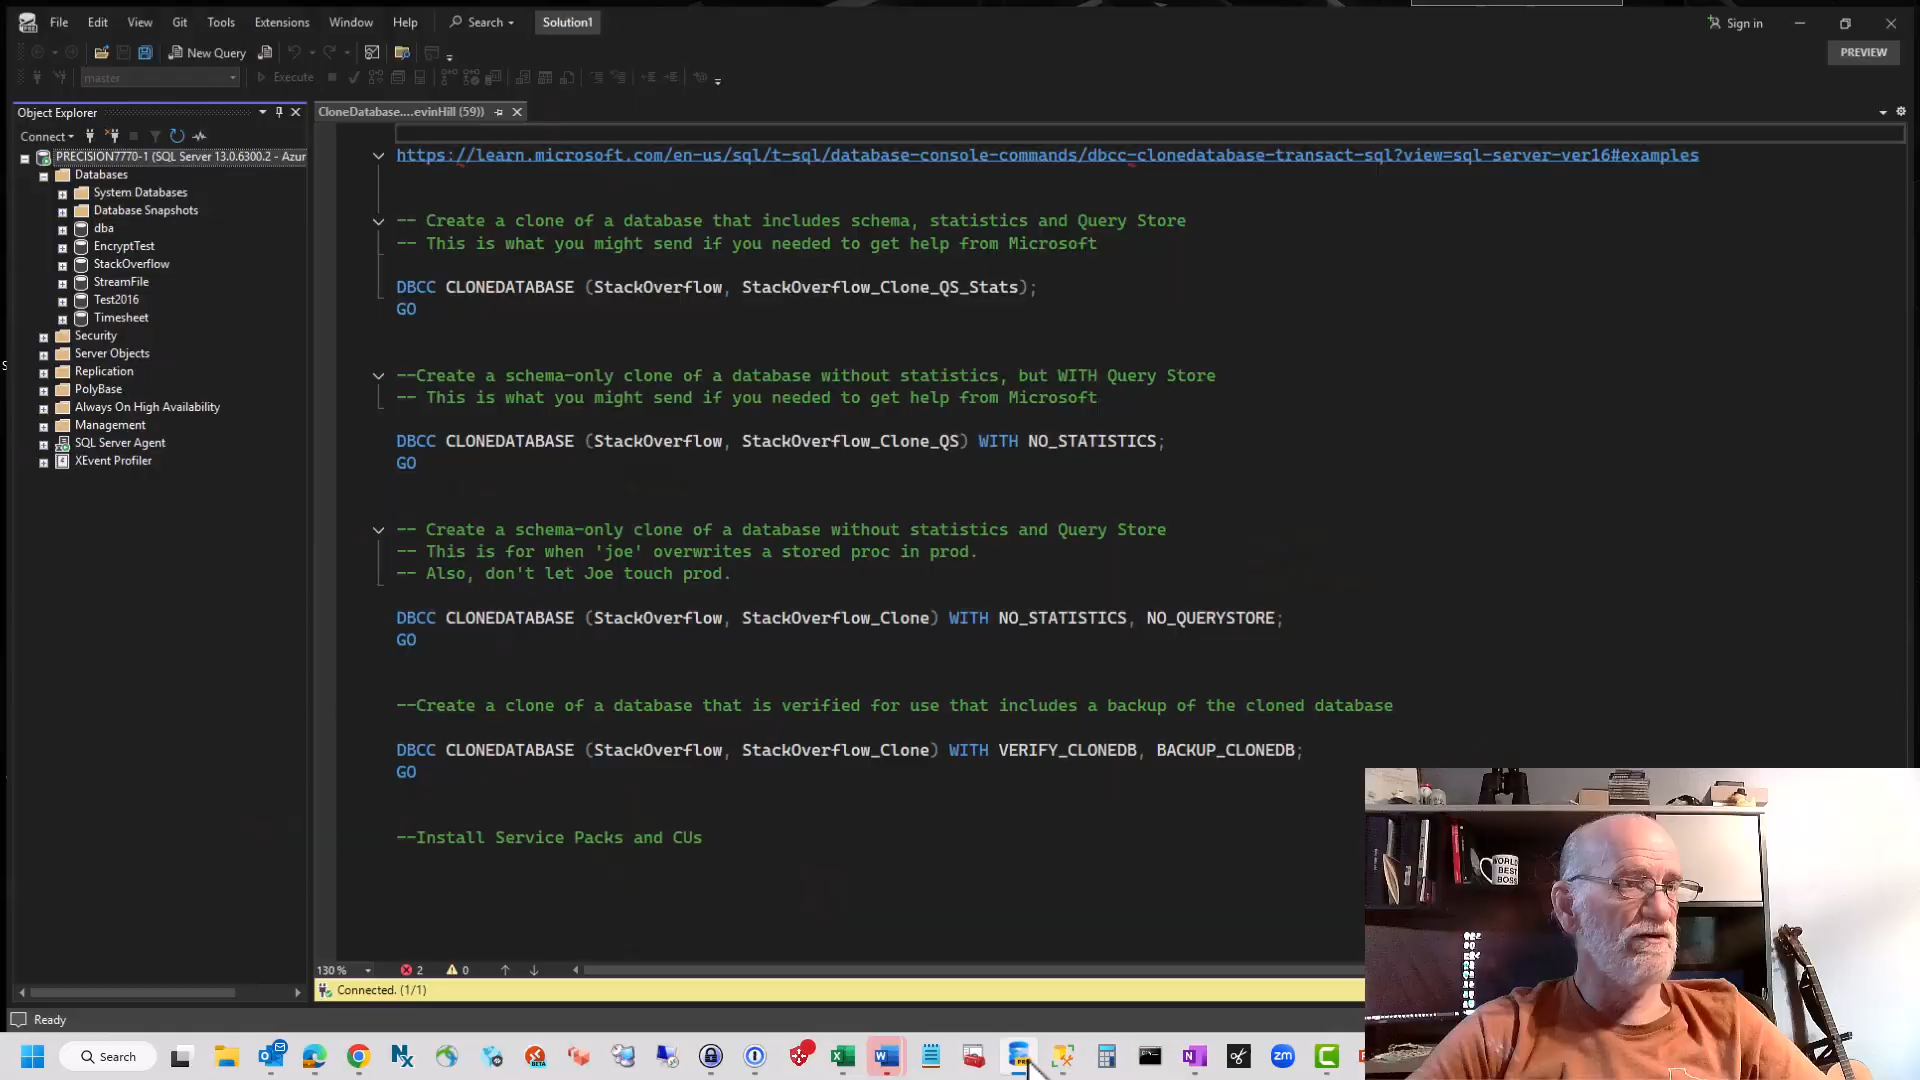 File Edit View Git Tools Extensions Window Help Search Solution1 Sign in
New Query PREVIEW
master Execute
Object Explorer
CloneDatabase....evinHill (59))
Connect
PRECISION7770-1 (SQL Server 13.0.6300.2 - Azur
Databases
System Databases
Database Snapshots
dba
EncryptTest
StackOverflow
StreamFile
Test2016
Timesheet
Security
Server Objects
Replication
PolyBase
Always On High Availability
Management
SQL Server Agent
XEvent Profiler
https://learn.microsoft.com/en-us/sql/t-sql/database-console-commands/dbcc-clonedatabase-transact-sql?view=sql-server-ver16#examples
-- Create a clone of a database that includes schema, statistics and Query Store
-- This is what you might send if you needed to get help from Microsoft
DBCC CLONEDATABASE (StackOverflow, StackOverflow_Clone_QS_Stats);
GO
--Create a schema-only clone of a database without statistics, but WITH Query Store
-- This is what you might send if you needed to get help from Microsoft
DBCC CLONEDATABASE (StackOverflow, StackOverflow_Clone_QS) WITH NO_STATISTICS;
GO
-- Create a schema-only clone of a database without statistics and Query Store
-- This is for when 'joe' overwrites a stored proc in prod.
-- Also, don't let Joe touch prod.
DBCC CLONEDATABASE (StackOverflow, StackOverflow_Clone) WITH NO_STATISTICS, NO_QUERYSTORE;
GO
--Create a clone of a database that is verified for use that includes a backup of the cloned database
DBCC CLONEDATABASE (StackOverflow, StackOverflow_Clone) WITH VERIFY_CLONEDB, BACKUP_CLONEDB;
GO
--Install Service Packs and CUs
130 % 2 0
Connected. (1/1)
Ready
Search
WORLD
BEST
BOSS